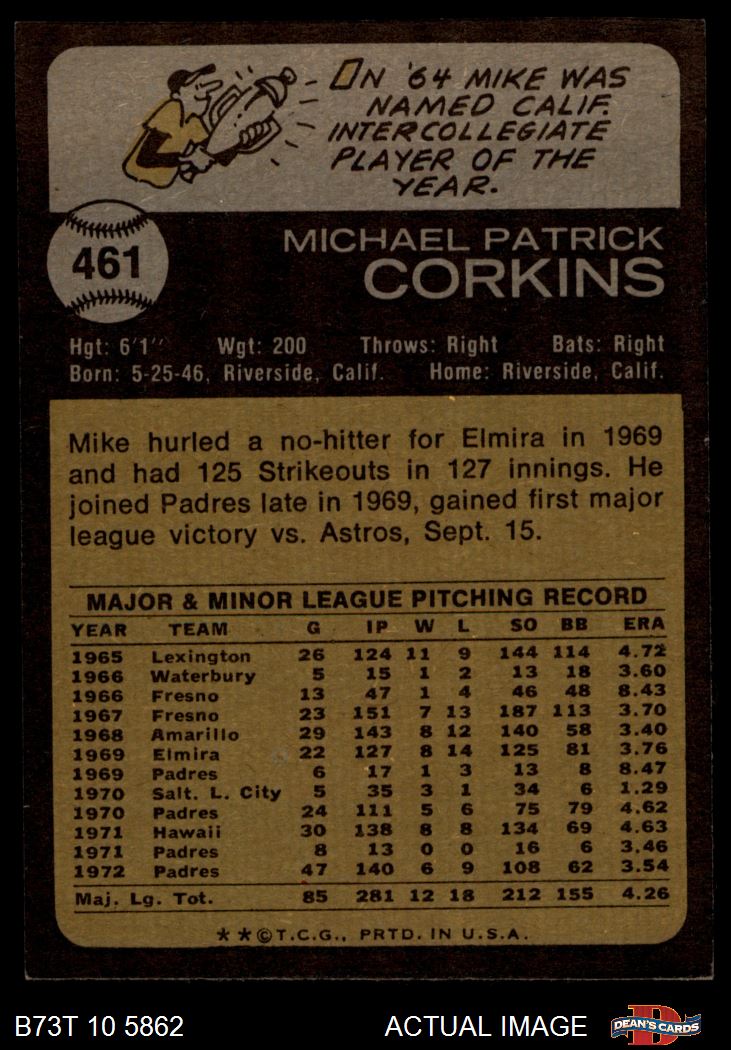 IN '64 MIKE WAS
NAMED CALIF.
INTERCOLLEGIATE
PLAYER OF THE
YEAR.
461
MICHAEL PATRICK
CORKINS
Hgt: 6'1" Wgt: 200 Throws: Right Bats: Right
Born: 5-25-46, Riverside, Calif. Home: Riverside, Calif.
Mike hurled a no-hitter for Elmira in 1969
and had 125 Strikeouts in 127 innings. He
joined Padres late in 1969, gained first major
league victory vs. Astros, Sept. 15.
MAJOR & MINOR LEAGUE PITCHING RECORD
YEAR TEAM G IP W L SO BB ERA
1965 Lexington 26 124 11 9 144 114 4.72
1966 Waterbury 5 15 1 2 13 18 3.60
1966 Fresno 13 47 1 4 46 48 8.43
1967 Fresno 23 151 7 13 187 113 3.70
1968 Amarillo 29 143 8 12 140 58 3.40
1969 Elmira 22 127 8 14 125 81 3.76
1969 Padres 6 17 1 3 13 8 8.47
1970 Salt. L. City 5 35 3 1 34 6 1.29
1970 Padres 24 111 5 6 75 79 4.62
1971 Hawaii 30 138 8 8 134 69 4.63
1971 Padres 8 13 0 0 16 6 3.46
1972 Padres 47 140 6 9 108 62 3.54
Maj. Lg. Tot. 85 281 12 18 212 155 4.26
★★©T.C.G., PRTD. IN U.S.A.
B73T 10 5862 ACTUAL IMAGE DEAN'S CARDS